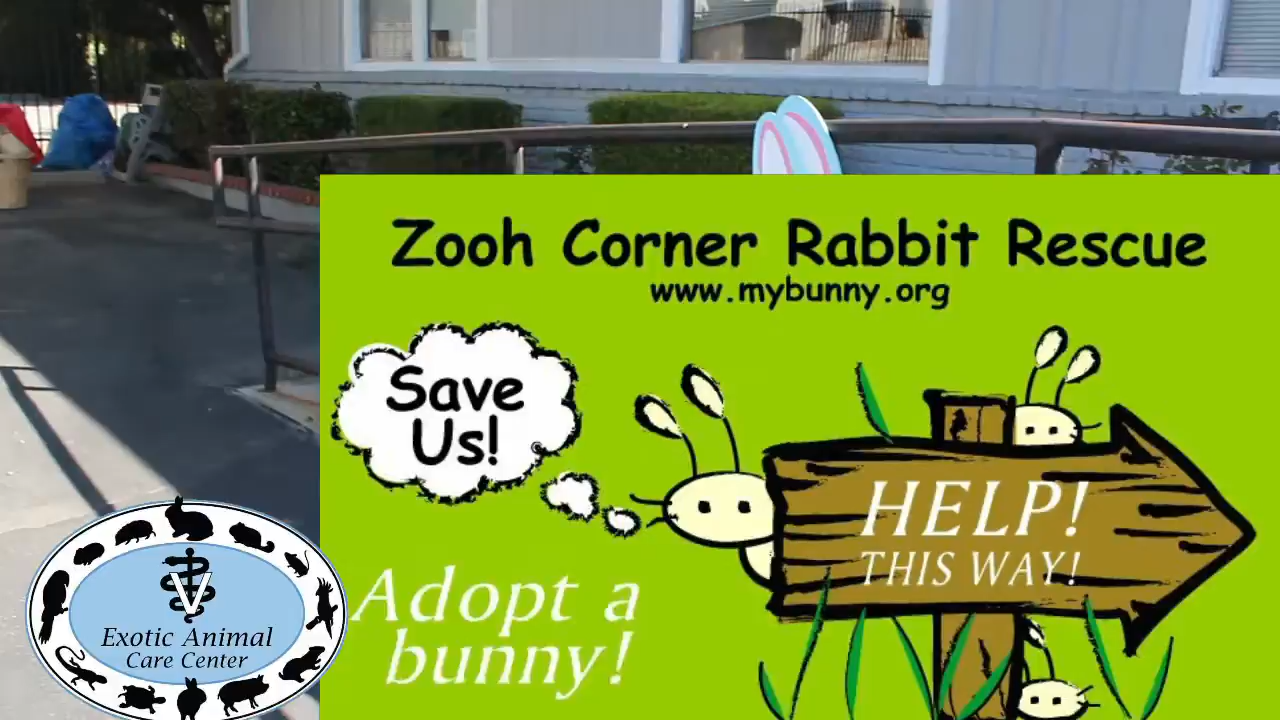 Zooh Corner Rabbit Rescue
www.mybunny.org
Save
Us!
HELP!
THIS WAY!
Adopt a
bunny!
V
Exotic Animal
Care Center